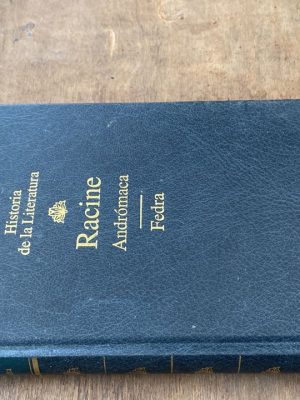 Historia
de la Literatura
Racine
Andrómaca
Fedra